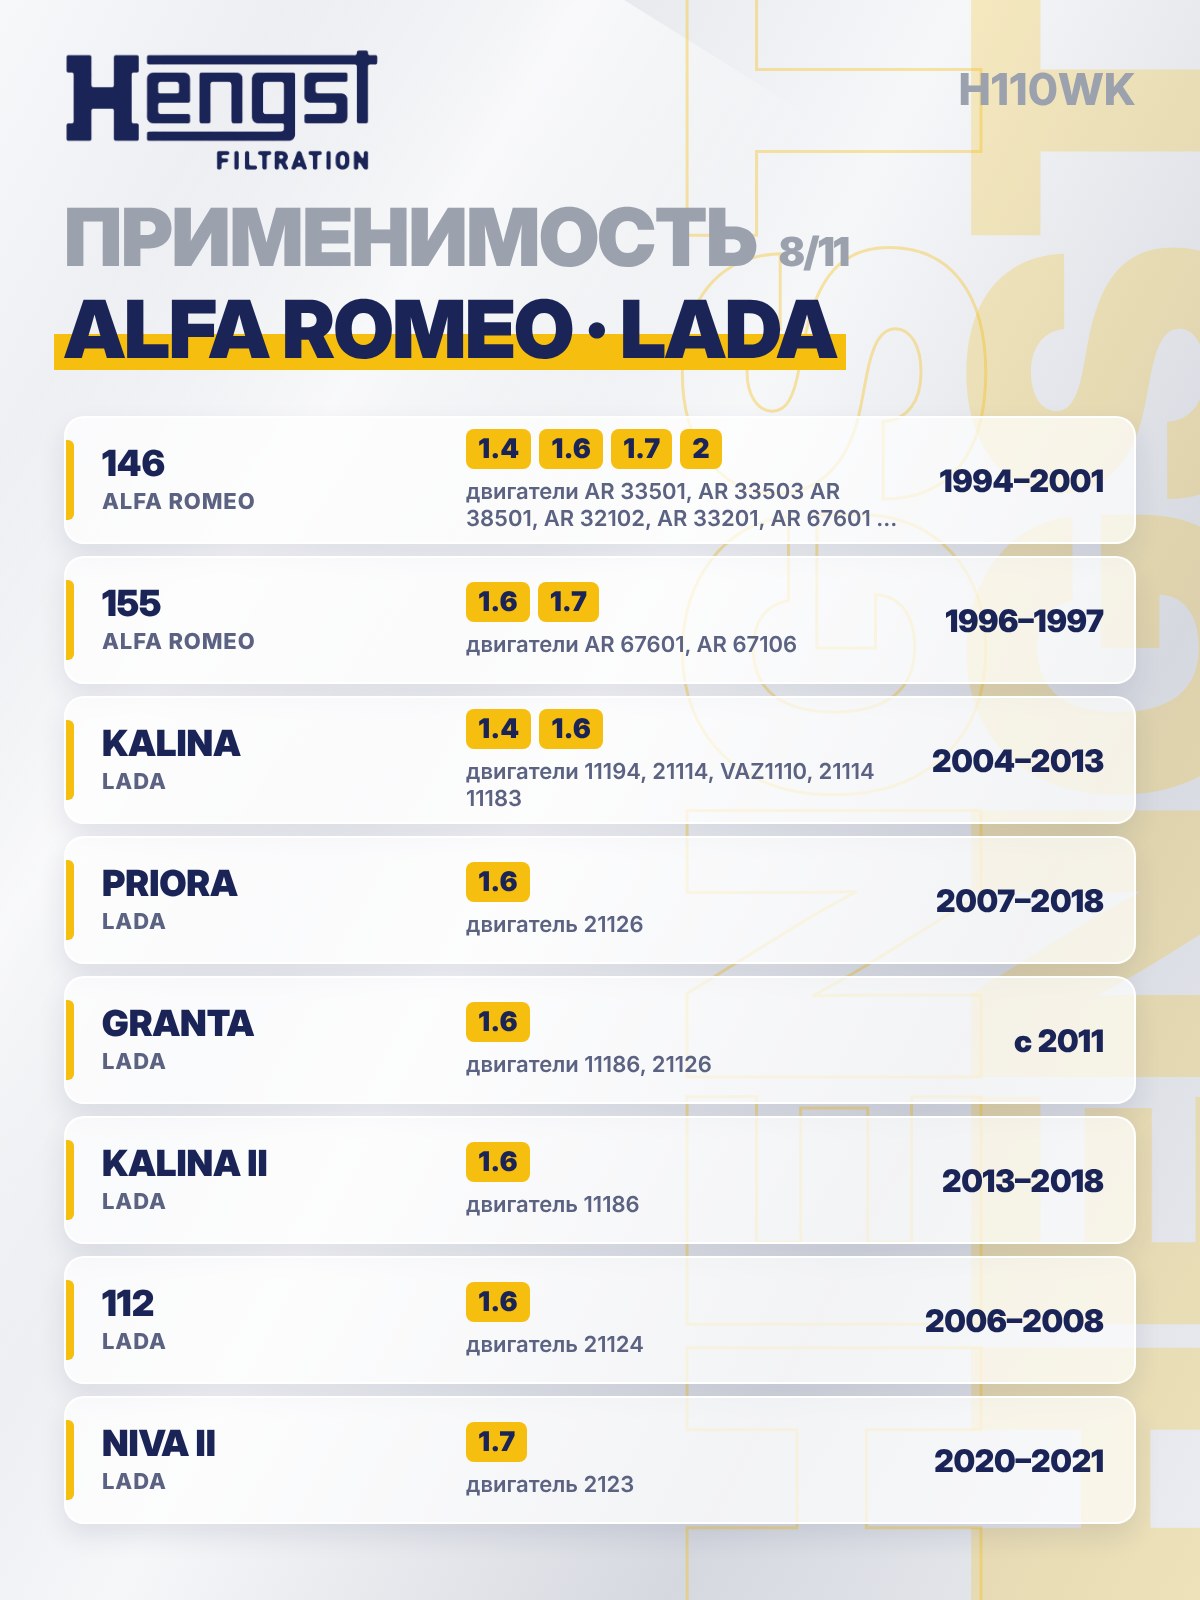 Hengst
FILTRATION
H110WK
ПРИМЕНИМОСТЬ 8/11
ALFA ROMEO · LADA
146
ALFA ROMEO
1.4 1.6 1.7 2
двигатели AR 33501, AR 33503 AR
38501, AR 32102, AR 33201, AR 67601 ...
1994–2001
155
ALFA ROMEO
1.6 1.7
двигатели AR 67601, AR 67106
1996–1997
KALINA
LADA
1.4 1.6
двигатели 11194, 21114, VAZ1110, 21114
11183
2004–2013
PRIORA
LADA
1.6
двигатель 21126
2007–2018
GRANTA
LADA
1.6
двигатели 11186, 21126
с 2011
KALINA II
LADA
1.6
двигатель 11186
2013–2018
112
LADA
1.6
двигатель 21124
2006–2008
NIVA II
LADA
1.7
двигатель 2123
2020–2021
HENGST
HENGST